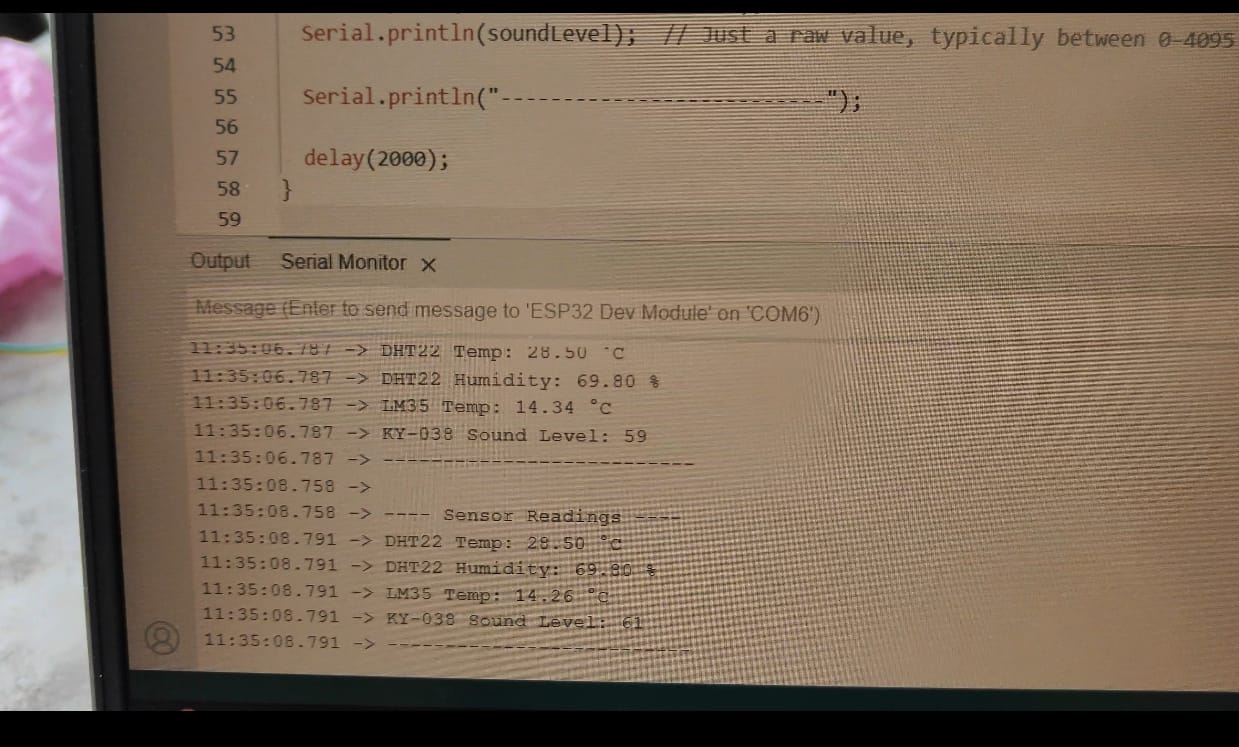 53 Serial.println(soundLevel); // Just a raw value, typically between 0-4095
54
55 Serial.println("--------------------------");
56
57 delay(2000);
58 }
59
Output Serial Monitor X
Message (Enter to send message to 'ESP32 Dev Module' on 'COM6')
11:35:06.787 -> DHT22 Temp: 28.50 °C
11:35:06.787 -> DHT22 Humidity: 69.80 %
11:35:06.787 -> LM35 Temp: 14.34 °C
11:35:06.787 -> KY-038 Sound Level: 59
11:35:06.787 -> --------------------------
11:35:08.758 ->
11:35:08.758 -> ---- Sensor Readings ----
11:35:08.791 -> DHT22 Temp: 28.50 °C
11:35:08.791 -> DHT22 Humidity: 69.80 %
11:35:08.791 -> LM35 Temp: 14.26 °C
11:35:08.791 -> KY-038 Sound Level: 61
11:35:08.791 -> --------------------------